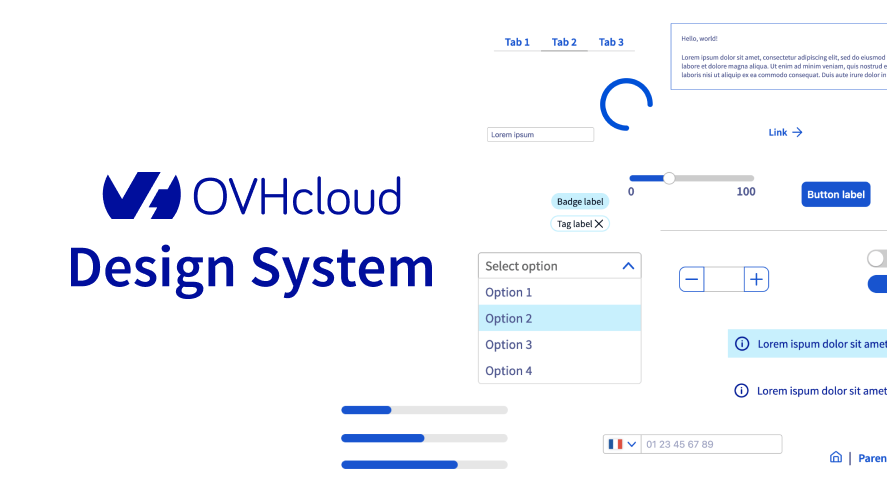 OVHcloud
Design System
Tab 1 Tab 2 Tab 3
Hello, world!
Lorem ipsum dolor sit amet, consectetur adipiscing elit, sed do eiusmod
labore et dolore magna aliqua. Ut enim ad minim veniam, quis nostrud e
laboris nisi ut aliquip ex ea commodo consequat. Duis aute irure dolor in
Lorem ipsum
Link
0 100
Button label
Badge label
Tag label
Select option
Option 1
Option 2
Option 3
Option 4
Lorem ispum dolor sit amet
Lorem ispum dolor sit amet
01 23 45 67 89
Paren